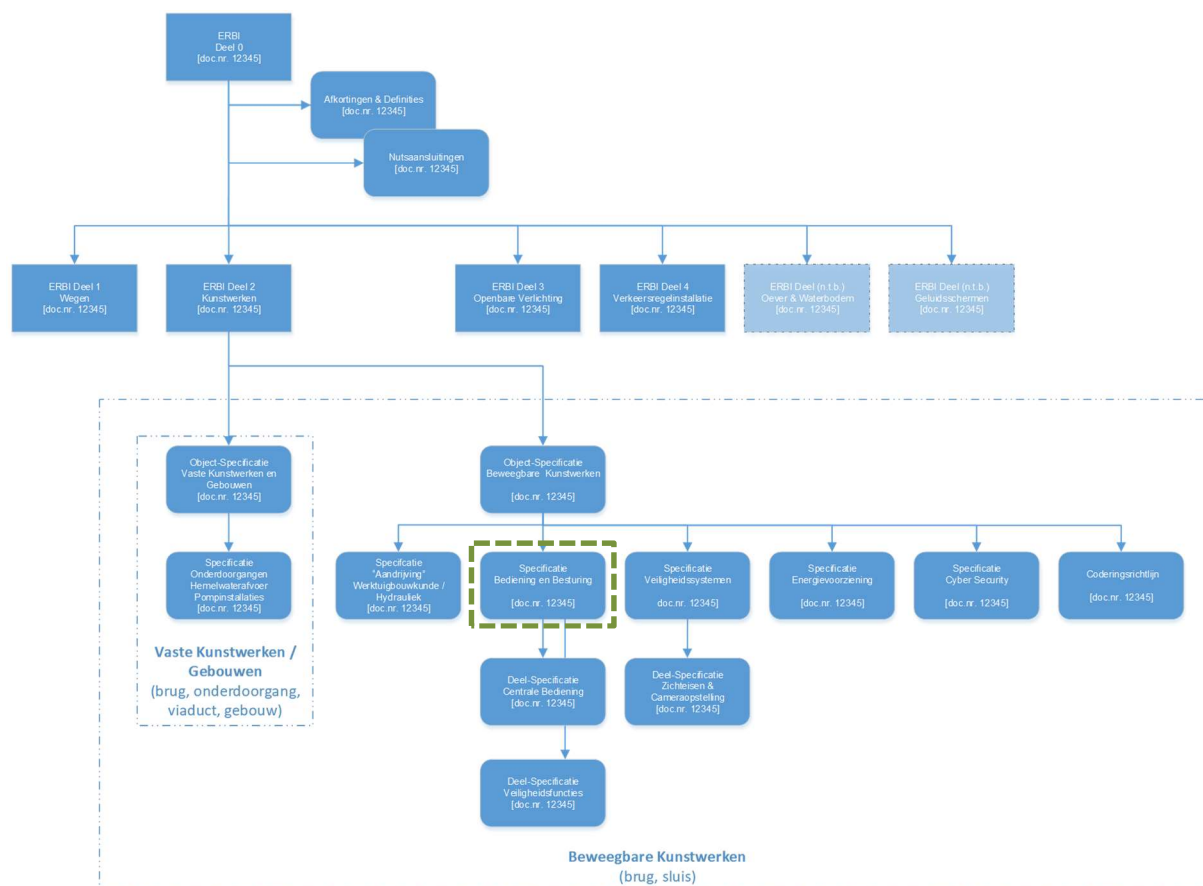 ERBI
Deel 0
[doc.nr. 12345]
Afkortingen & Definities
[doc.nr. 12345]
Nutsaansluitingen
[doc.nr. 12345]
ERBI Deel 1
Wegen
[doc.nr. 12345]
ERBI Deel 2
Kunstwerken
[doc.nr. 12345]
ERBI Deel 3
Openbare Verlichting
[doc.nr. 12345]
ERBI Deel 4
Verkeersregelinstallatie
[doc.nr. 12345]
ERBI Deel (n.t.b.)
Oever & Waterbodem
[doc.nr. 12345]
ERBI Deel (n.t.b.)
Geluidsschermen
[doc.nr. 12345]
Object-Specificatie
Vaste Kunstwerken en
Gebouwen
[doc.nr. 12345]
Object-Specificatie
Beweegbare Kunstwerken
[doc.nr. 12345]
Specificatie
Onderdoorgangen
Hemelwaterafvoer
Pompinstallaties
[doc.nr. 12345]
Specifcatie
"Aandrijving"
Werktuigbouwkunde /
Hydrauliek
[doc.nr. 12345]
Specificatie
Bediening en Besturing
[doc.nr. 12345]
Specificatie
Veiligheidssystemen
doc.nr. 12345]
Specificatie
Energievoorziening
[doc.nr. 12345]
Specificatie
Cyber Security
[doc.nr. 12345]
Coderingsrichtlijn
[doc.nr. 12345]
Vaste Kunstwerken /
Gebouwen
(brug, onderdoorgang,
viaduct, gebouw)
Deel-Specificatie
Centrale Bediening
[doc.nr. 12345]
Deel-Specificatie
Zichteisen &
Cameraopstelling
[doc.nr. 12345]
Deel-Specificatie
Veiligheidsfuncties
[doc.nr. 12345]
Beweegbare Kunstwerken
(brug, sluis)